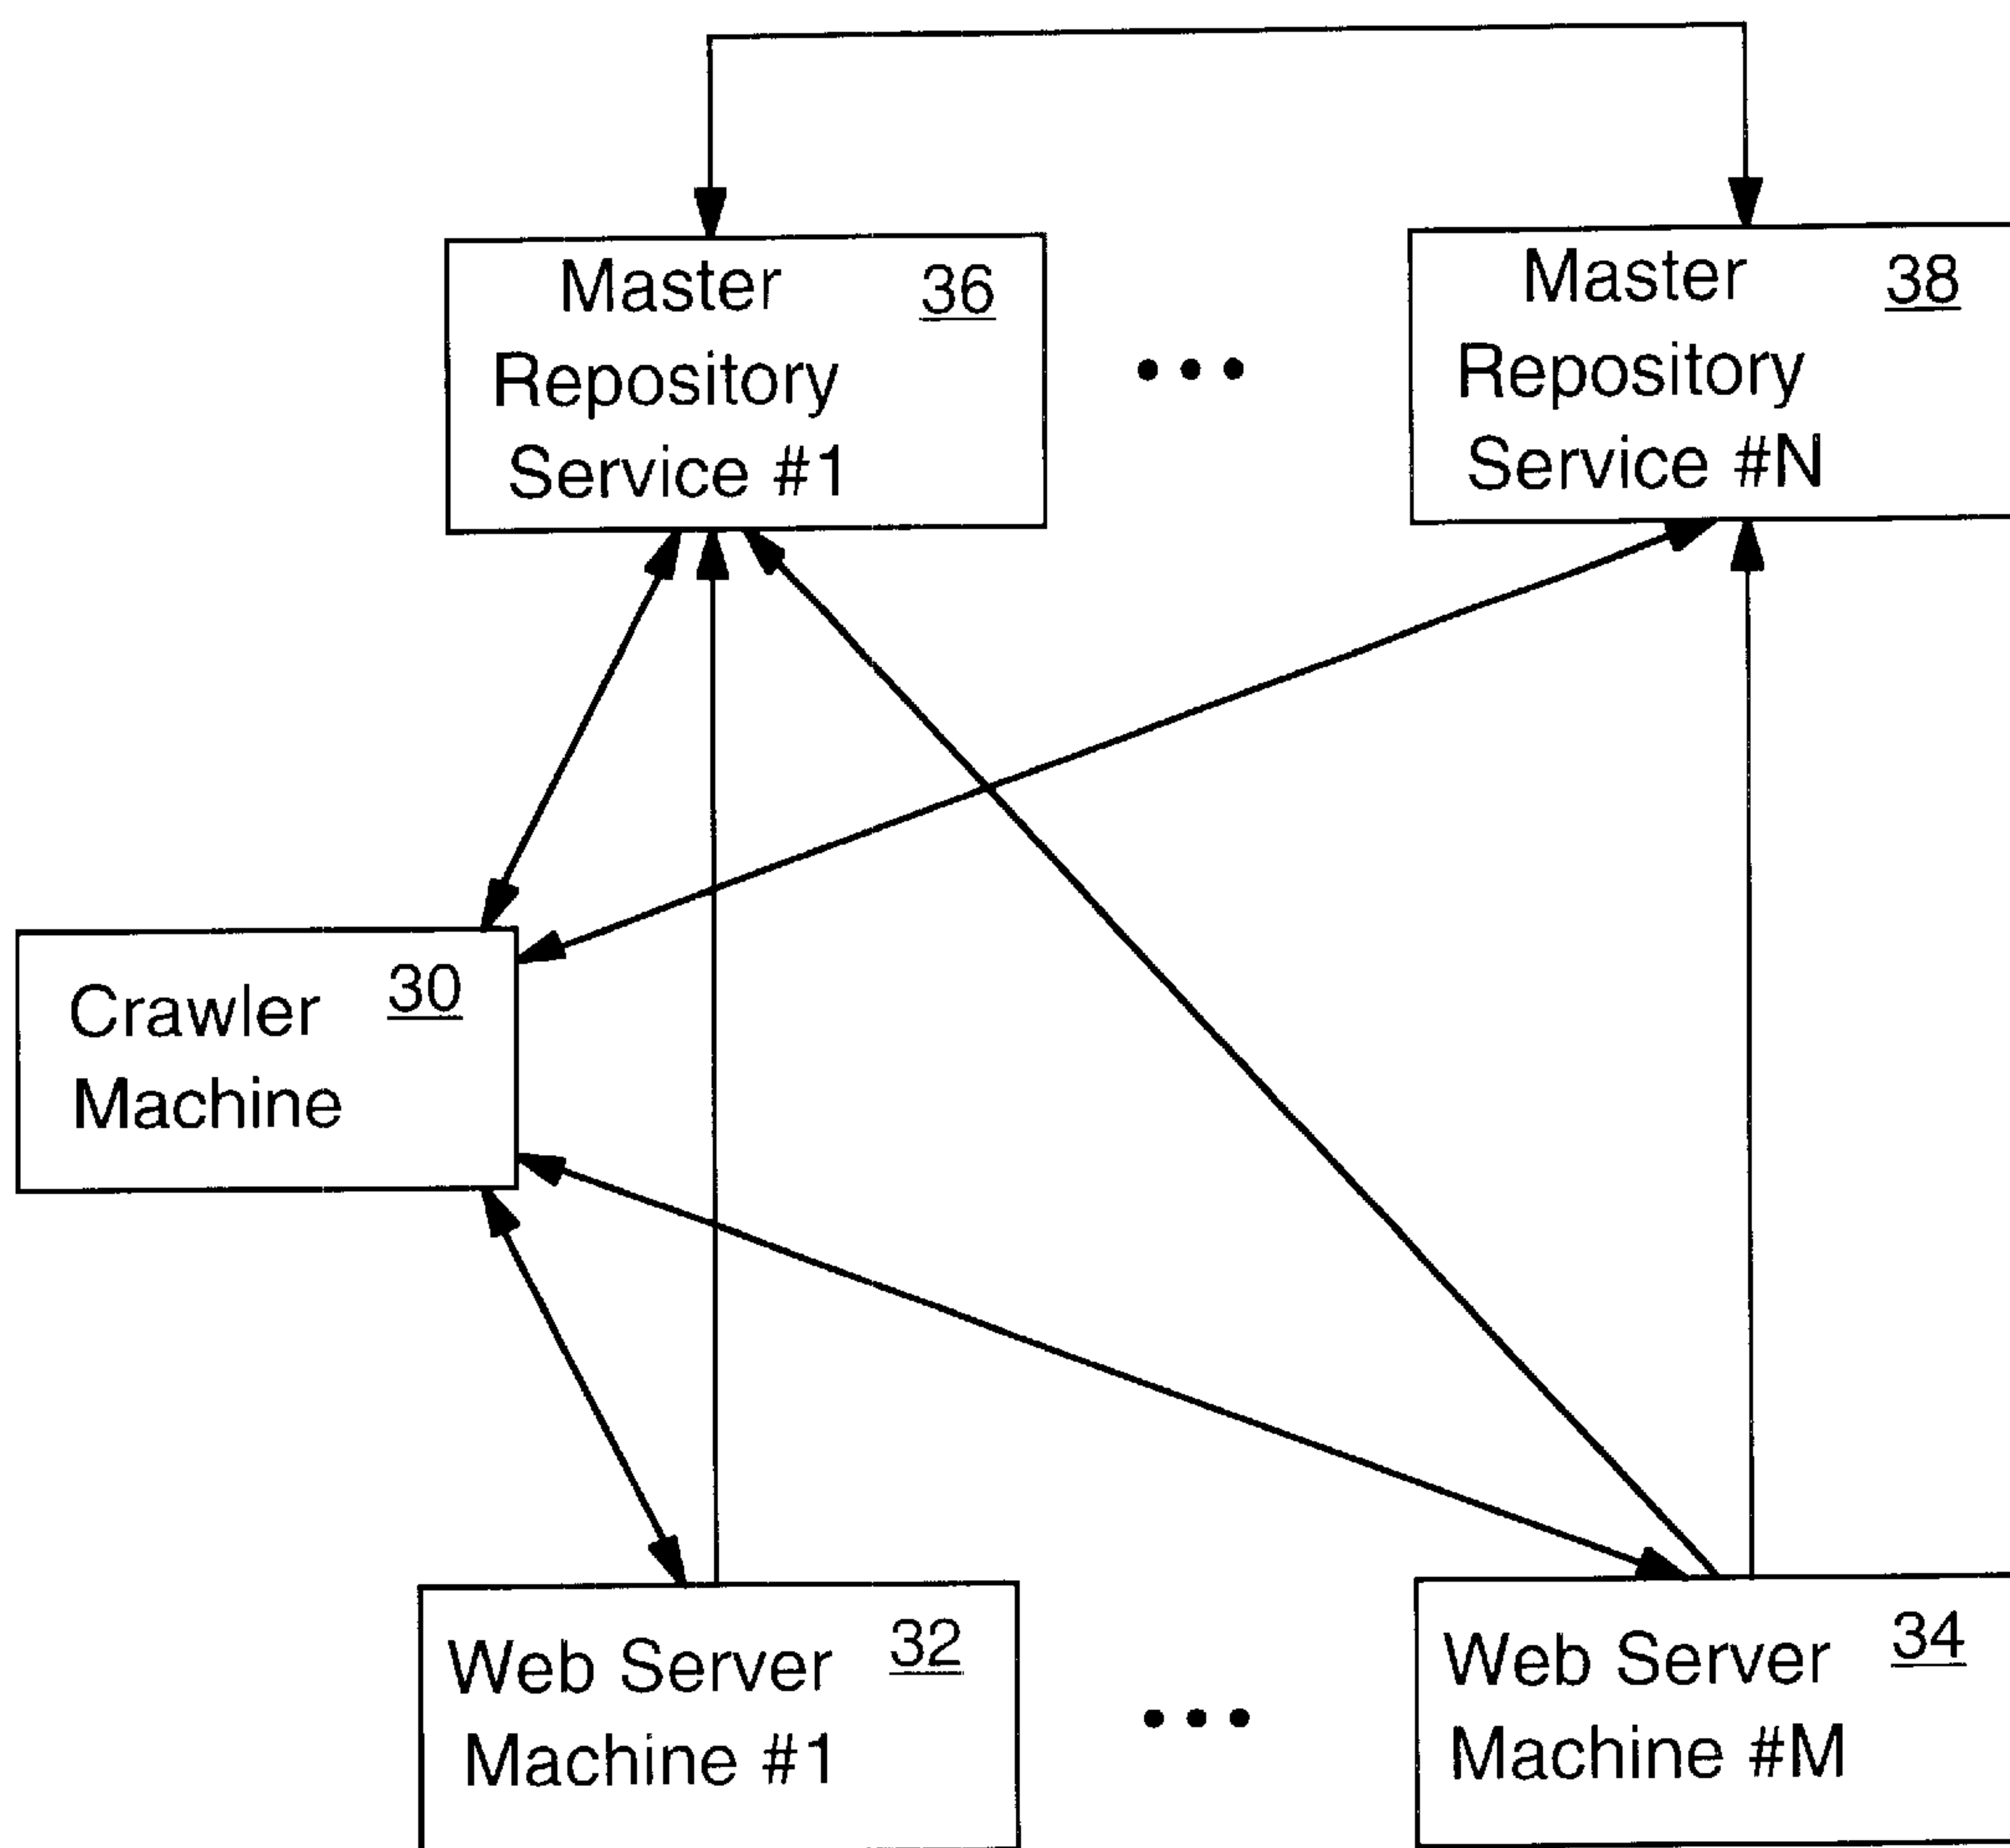 Master 36
Repository
Service #1
Master 38
Repository
Service #N
Crawler 30
Machine
Web Server 32
Machine #1
Web Server 34
Machine #M